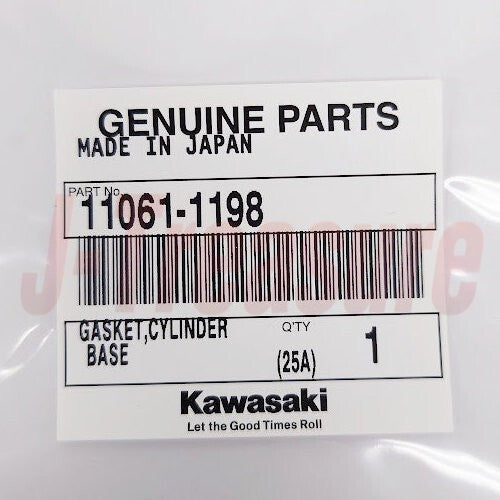 GENUINE PARTS
MADE IN JAPAN
PART No.
11061-1198
GASKET,CYLINDER Q'TY
BASE (25A) 1
Kawasaki
Let the Good Times Roll
J-Treasure